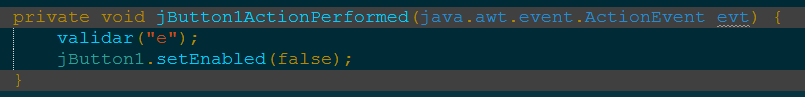 private void jButton1ActionPerformed(java.awt.event.ActionEvent evt) {
validar("e");
jButton1.setEnabled(false);
}